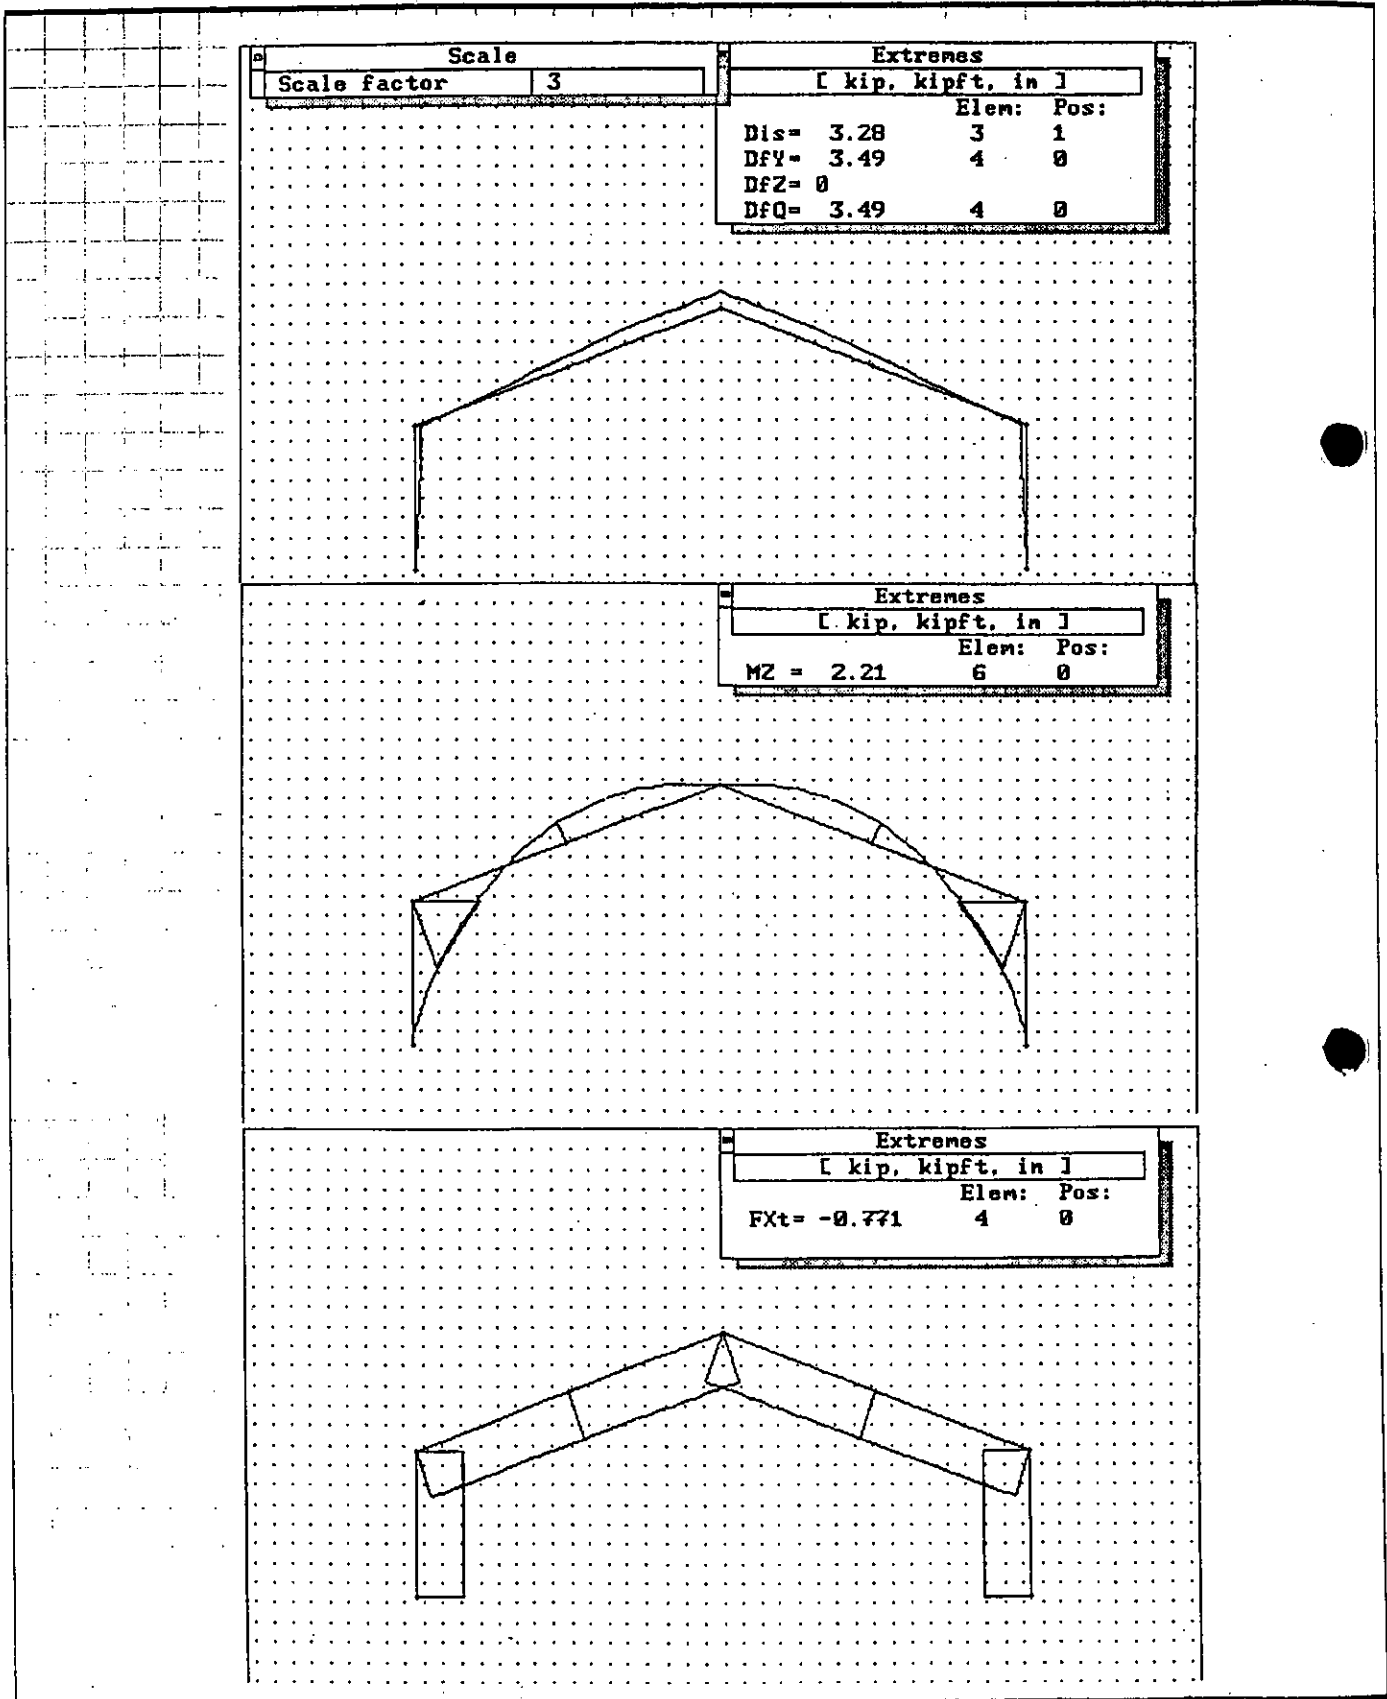 Scale
Scale factor 3
Extremes
[ kip, kipft, in ]
Elem: Pos:
Dis= 3.28 3 1
DfY= 3.49 4 0
DfZ= 0
DfQ= 3.49 4 0
Extremes
[ kip, kipft, in ]
Elem: Pos:
MZ = 2.21 6 0
Extremes
[ kip, kipft, in ]
Elem: Pos:
FXt= -0.771 4 0